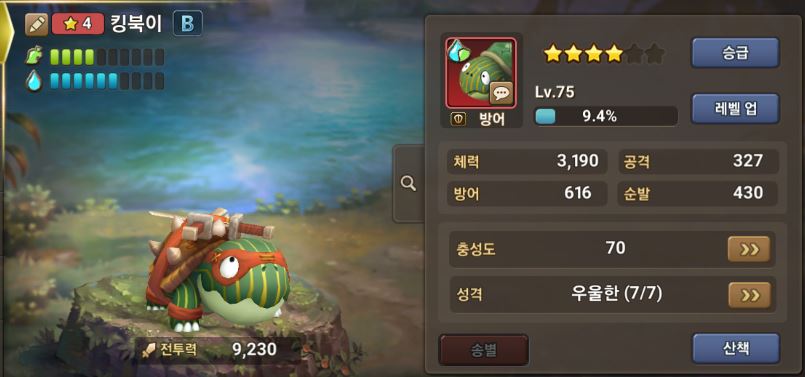 4 킹북이 B
승급
Lv.75
9.4%
레벨 업
방어
체력 3,190 공격 327
방어 616 순발 430
충성도 70
성격 우울한 (7/7)
전투력 9,230
송별 산책